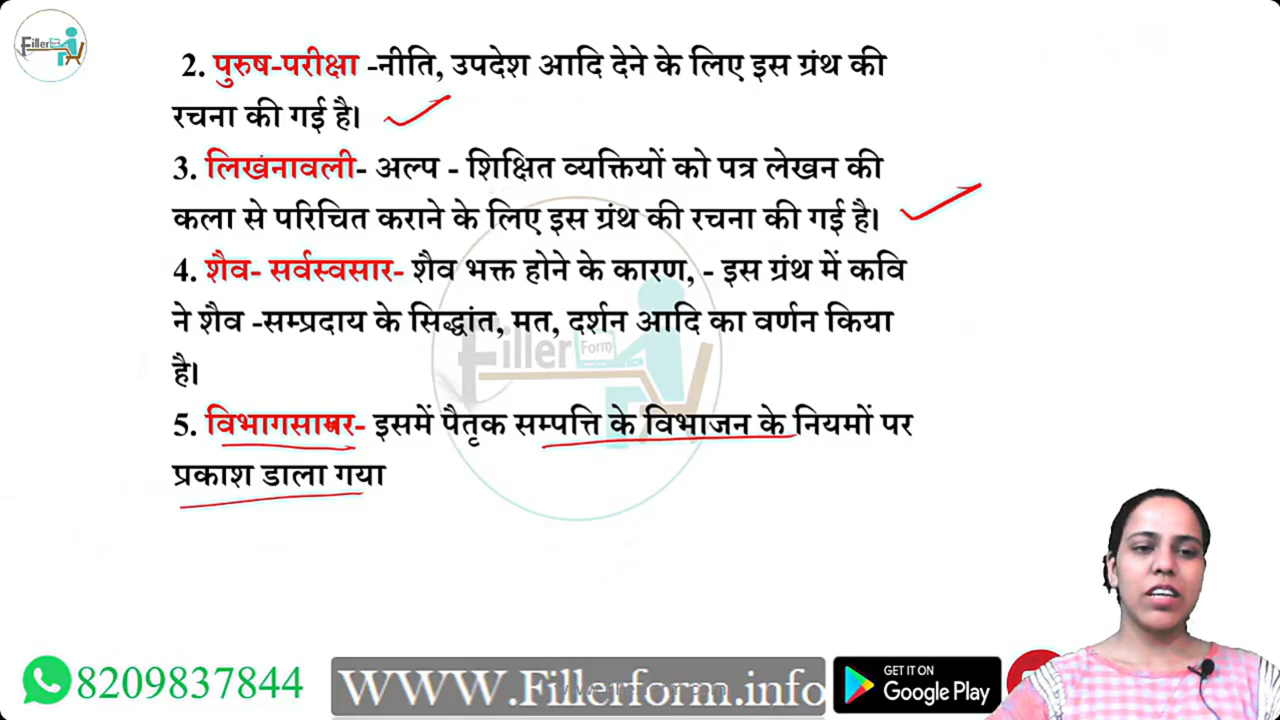 FillerForm
2. पुरुष-परीक्षा -नीति, उपदेश आदि देने के लिए इस ग्रंथ की
रचना की गई है।
3. लिखंनावली- अल्प - शिक्षित व्यक्तियों को पत्र लेखन की
कला से परिचित कराने के लिए इस ग्रंथ की रचना की गई है।
4. शैव- सर्वस्वसार- शैव भक्त होने के कारण, - इस ग्रंथ में कवि
ने शैव -सम्प्रदाय के सिद्धांत, मत, दर्शन आदि का वर्णन किया
है।
Filler Form
5. इसमें पैतृक सम्पत्ति के विभाजन के नियमों पर
प्रकाश डाला गया
8209837844
WWW.Fillerform.info
GET IT ON
Google Play